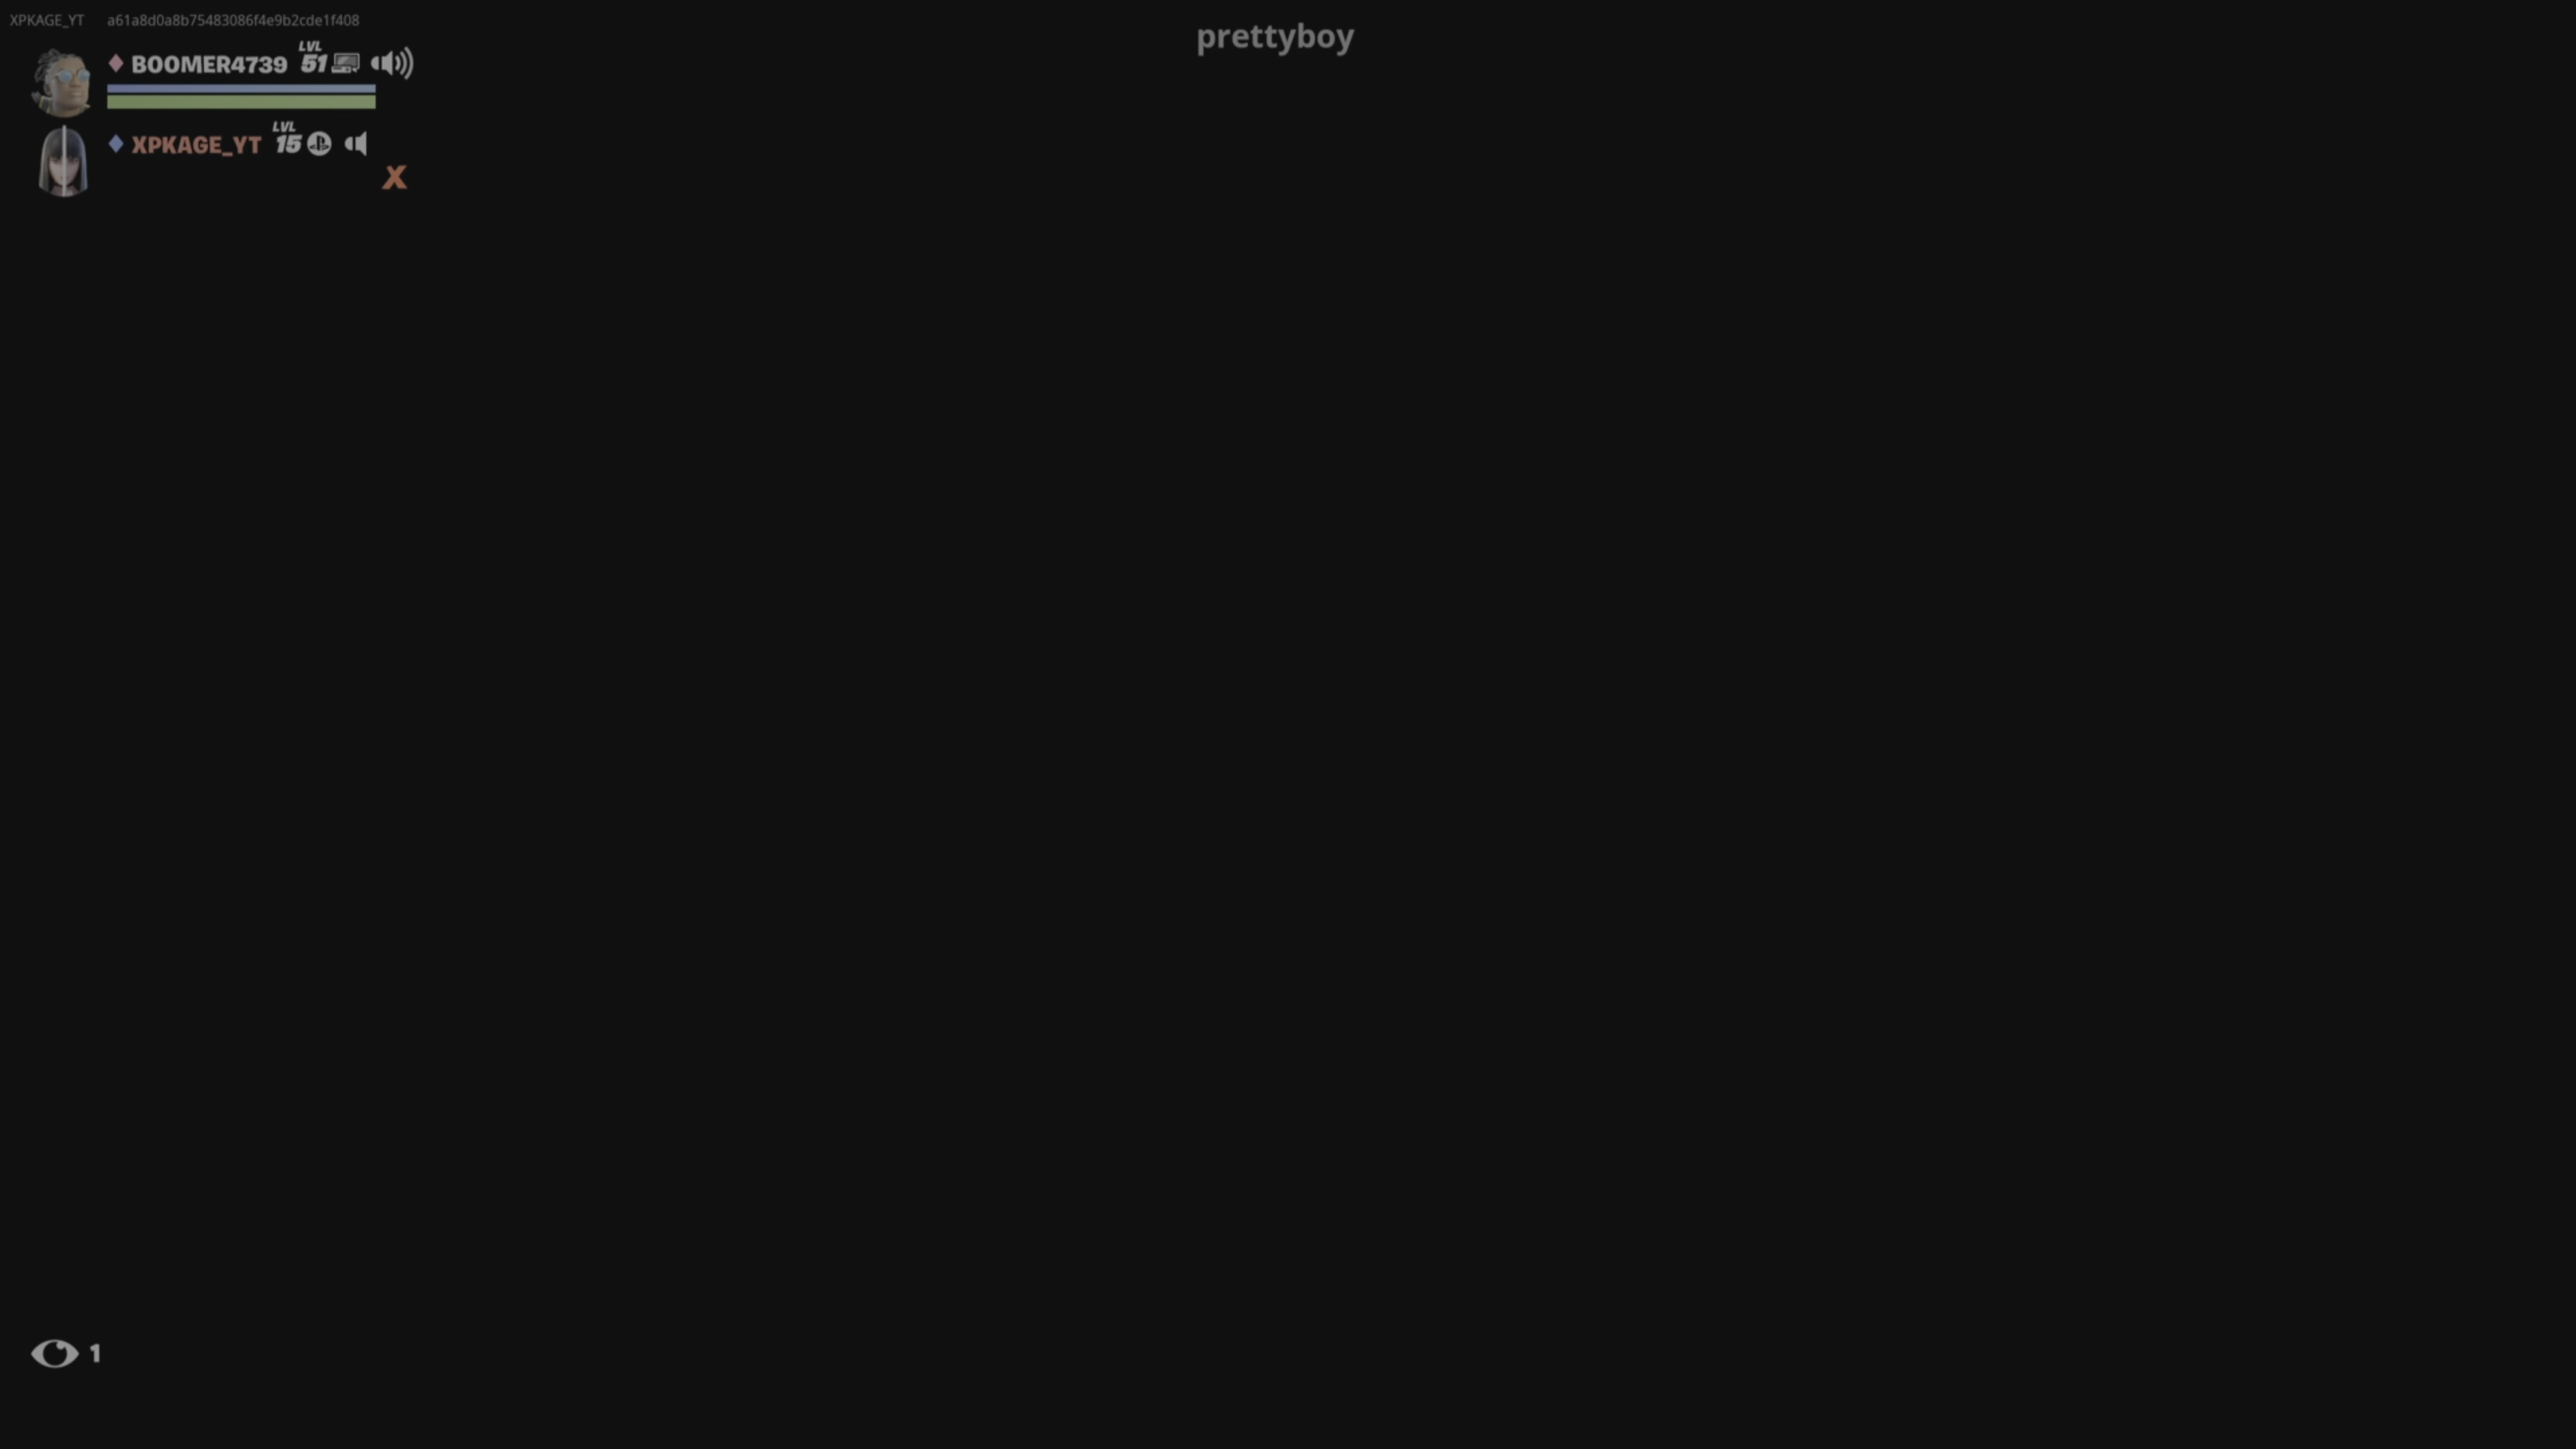 XPKAGE_YT a61a8d0a8b75483086f4e9b2cde1f408
prettyboy
BOOMER4739 LVL 51
XPKAGE_YT LVL 15
X
1